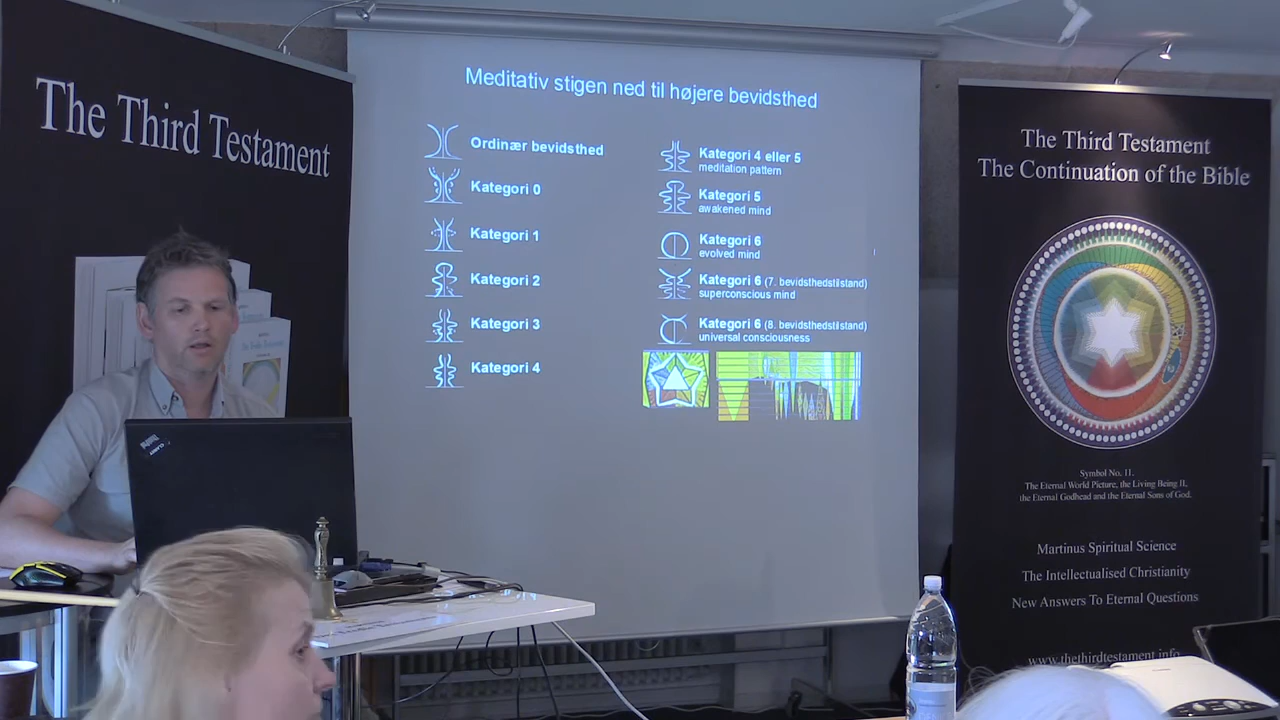 The Third Testament
Meditativ stigen ned til højere bevidsthed
Ordinær bevidsthed
Kategori 0
Kategori 1
Kategori 2
Kategori 3
Kategori 4
Kategori 4 eller 5
meditation pattern
Kategori 5
awakened mind
Kategori 6
evolved mind
Kategori 6 (7. bevidsthedstilstand)
superconscious mind
Kategori 6 (8. bevidsthedstilstand)
universal consciousness
The Third Testament
The Continuation of the Bible
Symbol No. 11.
The Eternal World Picture, the Living Being II,
the Eternal Godhead and the Eternal Sons of God.
Martinus Spiritual Science
The Intellectualised Christianity
New Answers To Eternal Questions
www.thethirdtestament.info